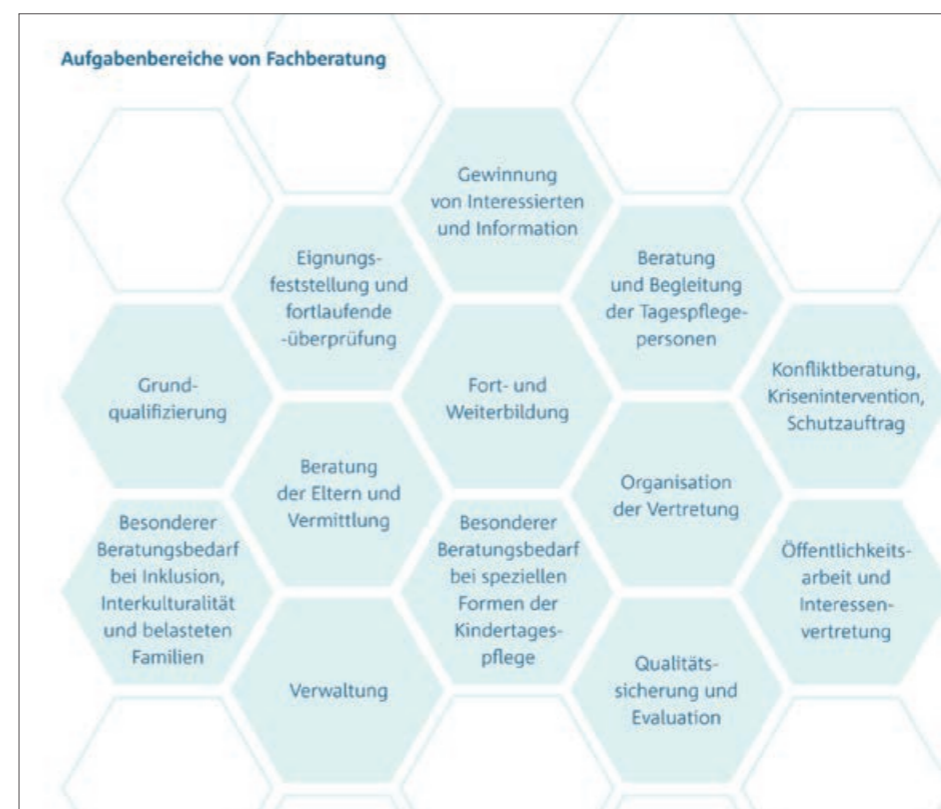 Aufgabenbereiche von Fachberatung
Gewinnung
von Interessierten
und Information
Eignungs-
feststellung und
fortlaufende
-überprüfung
Beratung
und Begleitung
der Tagespflege-
personen
Grund-
qualifizierung
Fort- und
Weiterbildung
Konfliktberatung,
Krisenintervention,
Schutzauftrag
Beratung
der Eltern und
Vermittlung
Organisation
der Vertretung
Besonderer
Beratungsbedarf
bei Inklusion,
Interkulturalität
und belasteten
Familien
Besonderer
Beratungsbedarf
bei speziellen
Formen der
Kindertages-
pflege
Öffentlichkeits-
arbeit und
Interessen-
vertretung
Verwaltung
Qualitäts-
sicherung und
Evaluation